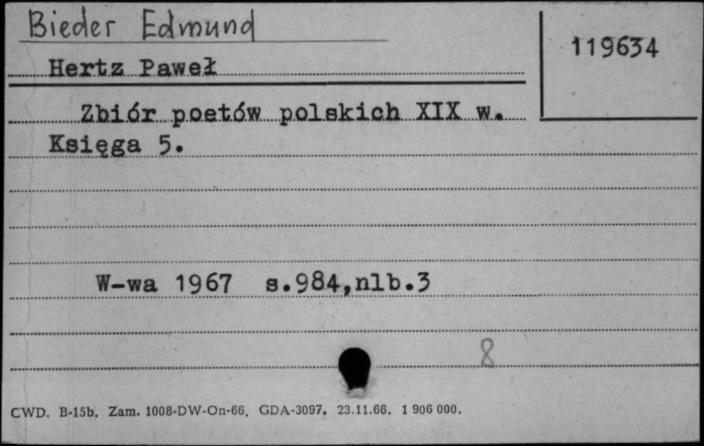 Bieder Edmund
119634
Hertz Paweł
Zbiór poetów polskich XIX w.
Księga 5.
W-wa 1967 s.984,nlb.3
8
CWD. B-15b. Zam. 1008-DW-On-66. GDA-3097. 23.11.66. 1 906 000.